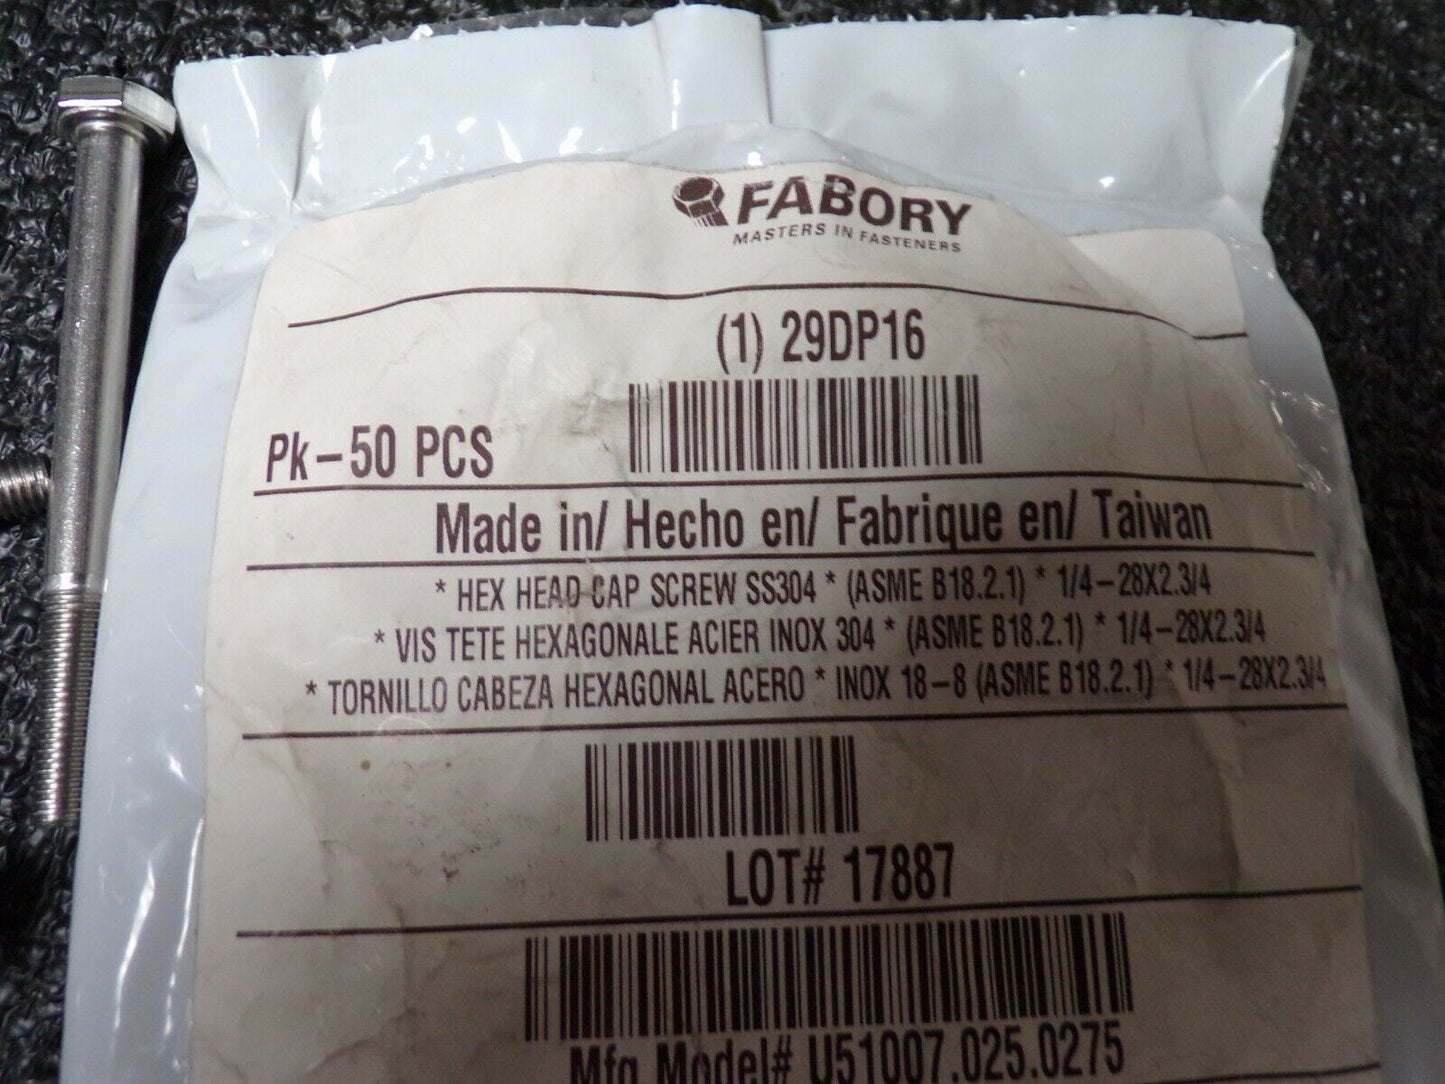 FABORY
MASTERS IN FASTENERS
(1) 29DP16
Pk-50 PCS
Made in/ Hecho en/ Fabrique en/ Taiwan
* HEX HEAD CAP SCREW SS304 * (ASME B18.2.1) * 1/4-28X2.3/4
* VIS TETE HEXAGONALE ACIER INOX 304 * (ASME B18.2.1) * 1/4-28X2.3/4
* TORNILLO CABEZA HEXAGONAL ACERO * INOX 18-8 (ASME B18.2.1) * 1/4-28X2.3/4
LOT# 17887
Mfg Model# U51007.025.0275